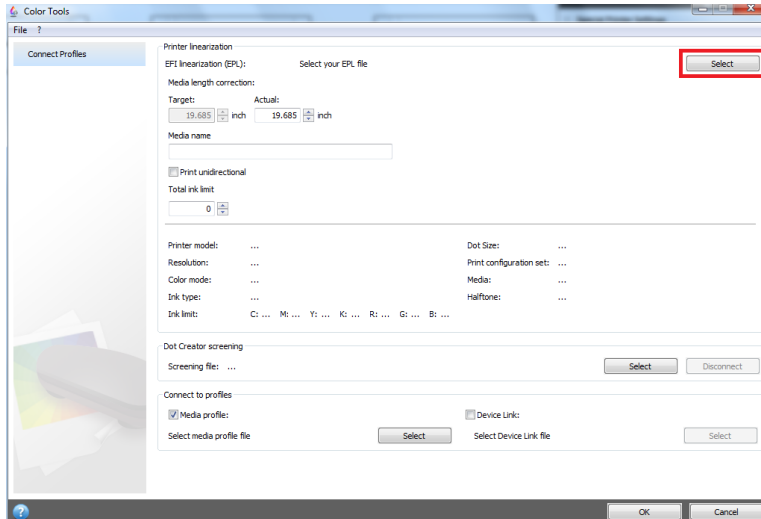 Color Tools
File ?
Connect Profiles
Printer linearization
EFI linearization (EPL): Select your EPL file Select
Media length correction:
Target: Actual:
19.685 inch 19.685 inch
Media name
Print unidirectional
Total ink limit
0
Printer model: ... Dot Size: ...
Resolution: ... Print configuration set: ...
Color mode: ... Media: ...
Ink type: ... Halftone: ...
Ink limit: C: ... M: ... Y: ... K: ... R: ... G: ... B: ...
Dot Creator screening
Screening file: ... Select Disconnect
Connect to profiles
Media profile: Device Link:
Select media profile file Select Select Device Link file Select
? OK Cancel